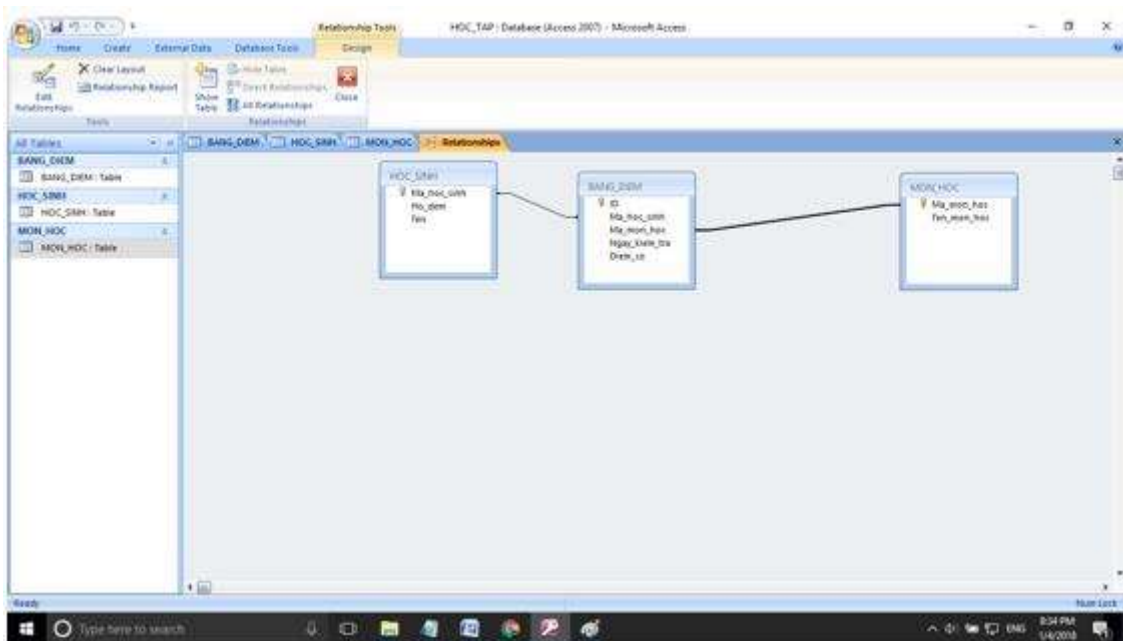 Relationship Tools
HOC_TAP : Database (Access 2007) - Microsoft Access
Home Create External Data Database Tools Design
Edit Relationships
Clear Layout
Relationship Report
Tools
Show Table
Hide Table
Direct Relationships
All Relationships
Close
Relationships
All Tables
BANG_DIEM HOC_SINH MON_HOC Relationships
BANG_DIEM
BANG_DIEM : Table
HOC_SINH
HOC_SINH : Table
MON_HOC
MON_HOC : Table
HOC_SINH
Ma_hoc_sinh
Ho_dem
Ten
BANG_DIEM
ID
Ma_hoc_sinh
Ma_mon_hoc
Ngay_kiem_tra
Diem_so
MON_HOC
Ma_mon_hoc
Ten_mon_hoc
Ready
Num Lock
Type here to search
ENG
8:34 PM